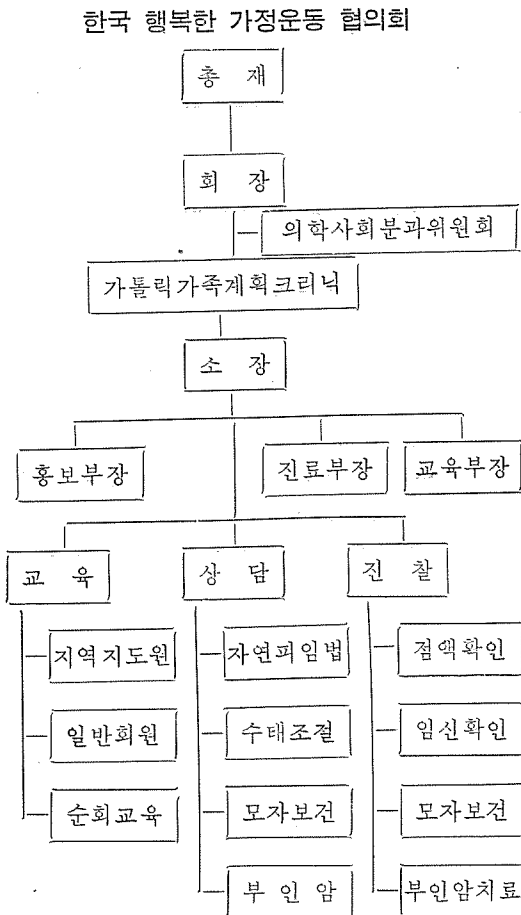 한국 행복한 가정운동 협의회
총 재
회 장
의학사회분과위원회
가톨릭가족계획크리닉
소 장
홍보부장 진료부장 교육부장
교 육 상 담 진 찰
지역지도원 자연피임법 점액확인
일반회원 수태조절 임신확인
순회교육 모자보건 모자보건
부 인 암 부인암치료